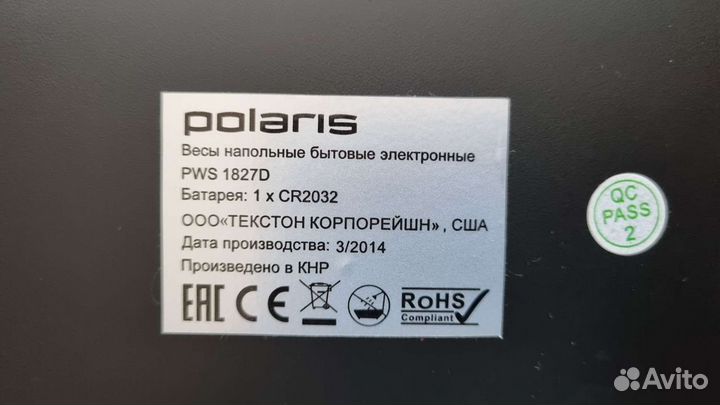 polaris
Весы напольные бытовые электронные
PWS 1827D
Батарея: 1 x CR2032
ООО«ТЕКСТОН КОРПОРЕЙШН» , США
Дата производства: 3/2014
Произведено в КНР
EAC CE RoHS
Compliant
QC
PASS
2
Avito